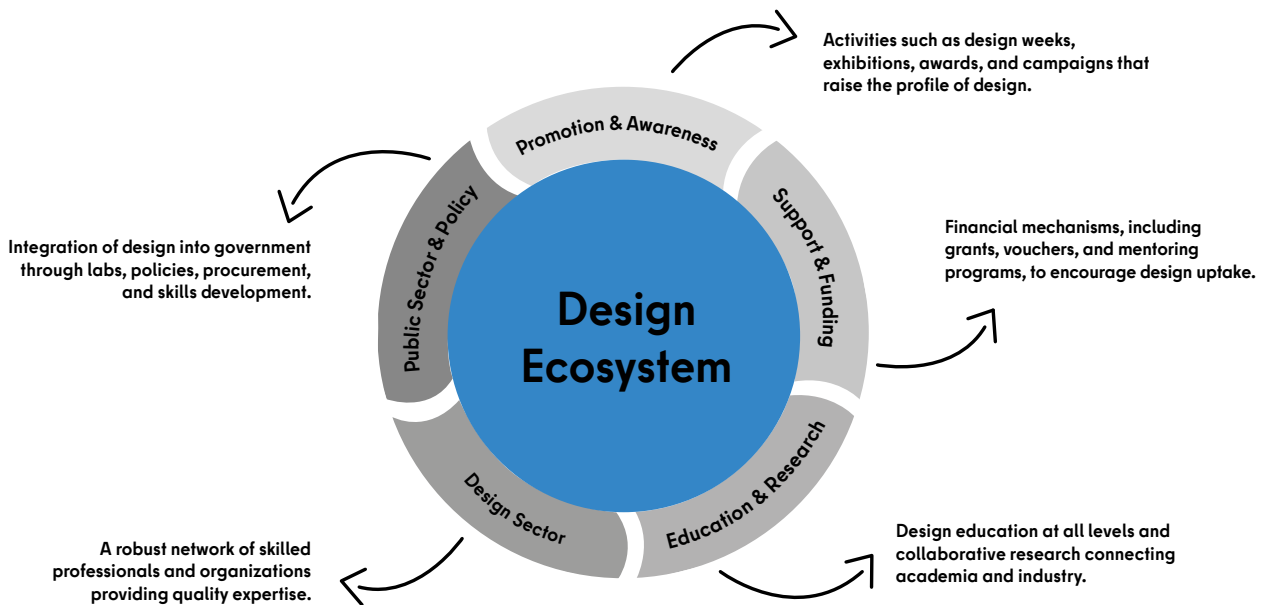 Activities such as design weeks,
exhibitions, awards, and campaigns that
raise the profile of design.
Promotion & Awareness
Support & Funding
Public Sector & Policy
Integration of design into government
through labs, policies, procurement,
and skills development.
Financial mechanisms, including
grants, vouchers, and mentoring
programs, to encourage design uptake.
Design
Ecosystem
Education & Research
Design Sector
Design education at all levels and
collaborative research connecting
academia and industry.
A robust network of skilled
professionals and organizations
providing quality expertise.